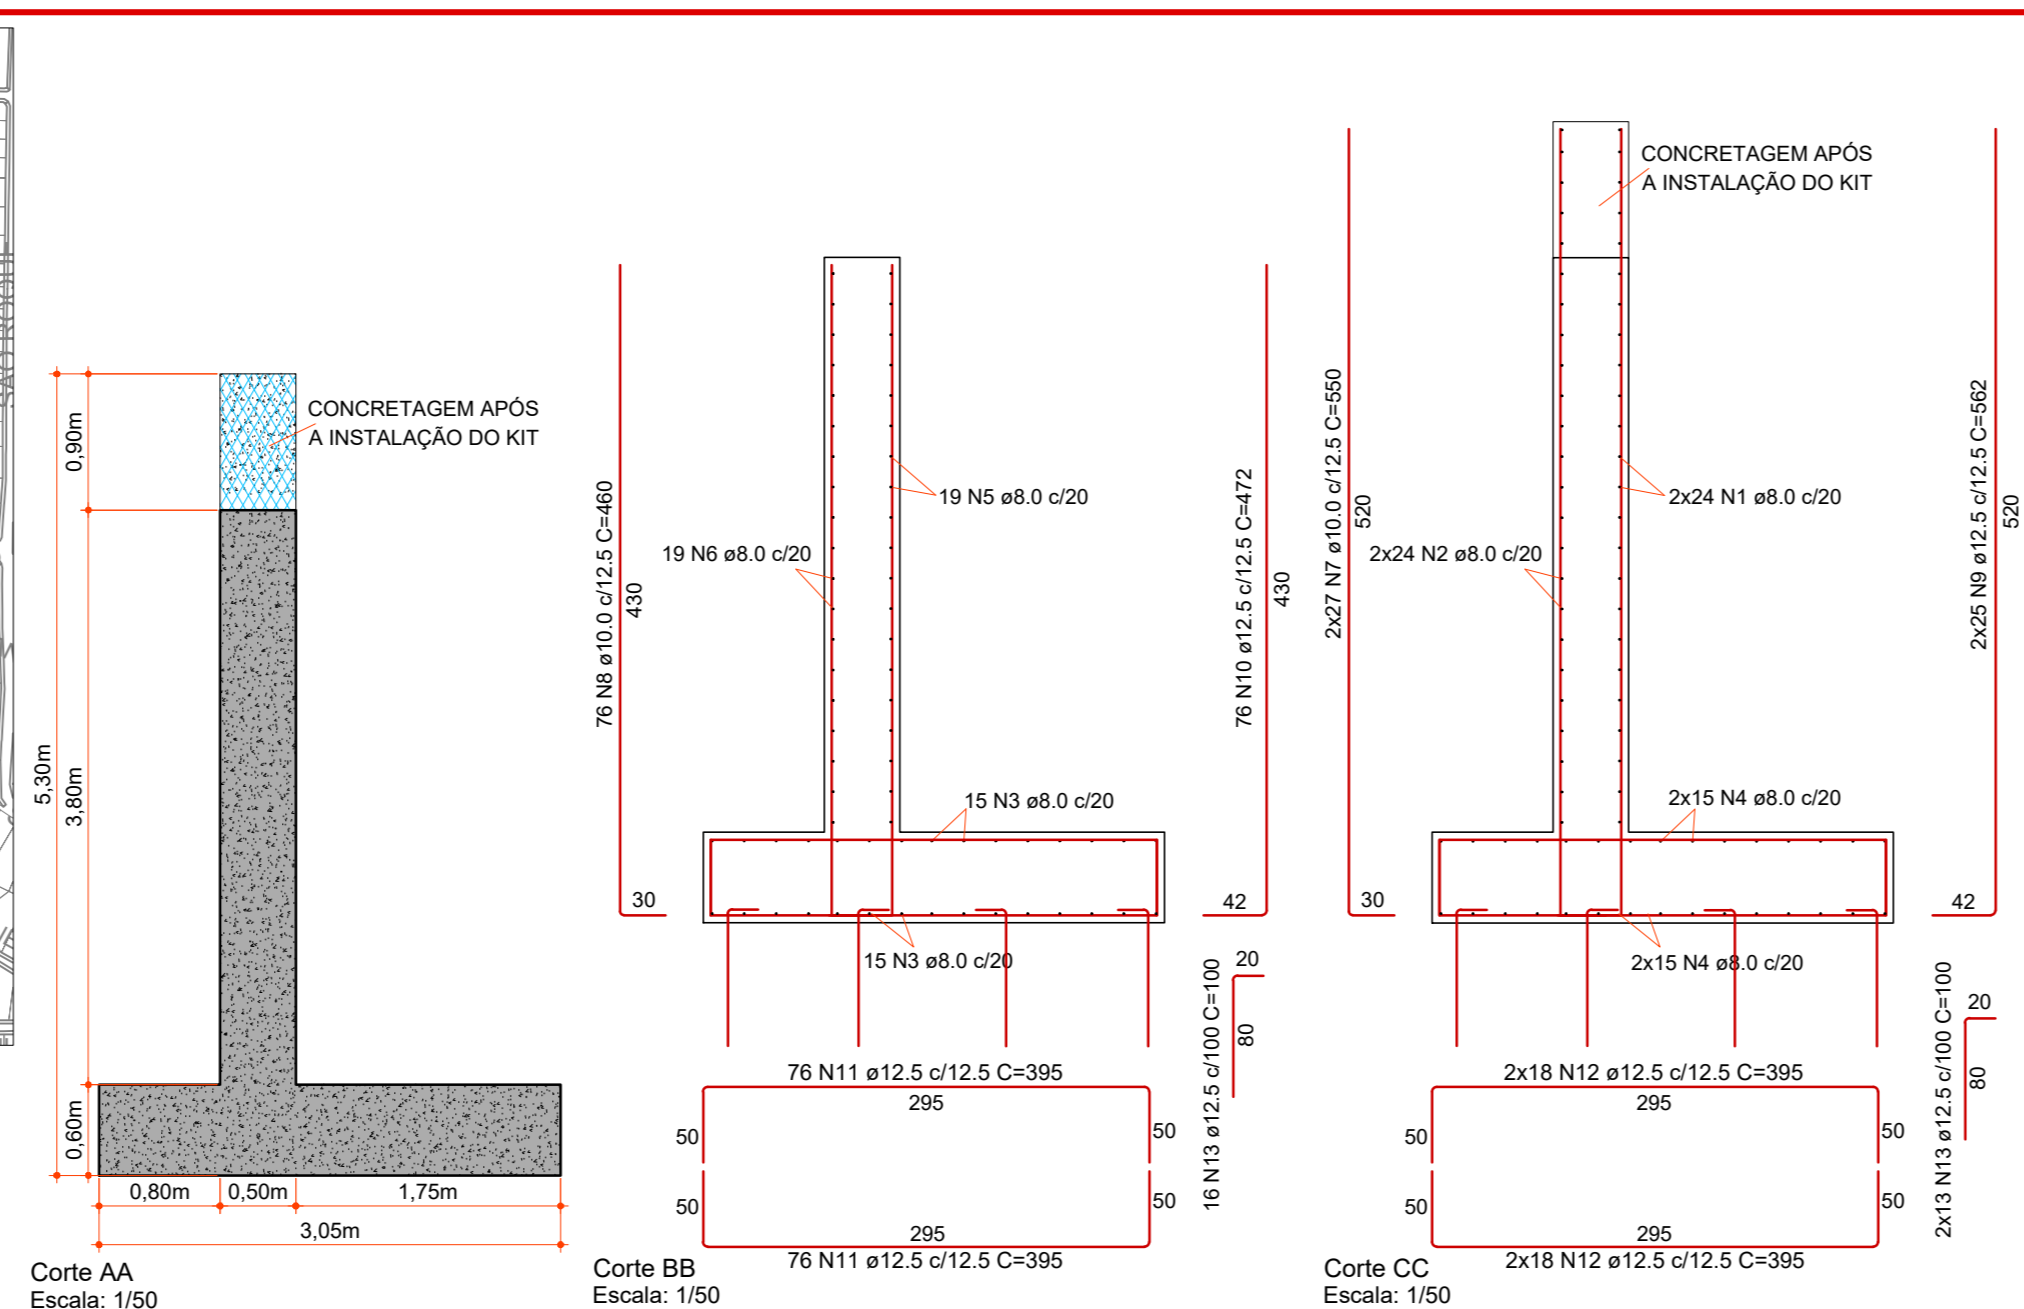 CONCRETAGEM APÓS
A INSTALAÇÃO DO KIT
0,90m
5,30m
3,80m
0,60m
0,80m
0,50m
1,75m
3,05m
Corte AA
Escala: 1/50
76 N8 ø10.0 c/12.5 C=460
430
30
19 N6 ø8.0 c/20
19 N5 ø8.0 c/20
15 N3 ø8.0 c/20
15 N3 ø8.0 c/20
76 N10 ø12.5 c/12.5 C=472
430
42
16 N13 ø12.5 c/100 C=100
20
80
76 N11 ø12.5 c/12.5 C=395
295
50
50
50
50
295
76 N11 ø12.5 c/12.5 C=395
Corte BB
Escala: 1/50
CONCRETAGEM APÓS
A INSTALAÇÃO DO KIT
2x27 N7 ø10.0 c/12.5 C=550
520
30
2x24 N2 ø8.0 c/20
2x24 N1 ø8.0 c/20
2x15 N4 ø8.0 c/20
2x15 N4 ø8.0 c/20
2x25 N9 ø12.5 c/12.5 C=562
520
42
2x13 N13 ø12.5 c/100 C=100
20
80
2x18 N12 ø12.5 c/12.5 C=395
295
50
50
50
50
295
2x18 N12 ø12.5 c/12.5 C=395
Corte CC
Escala: 1/50